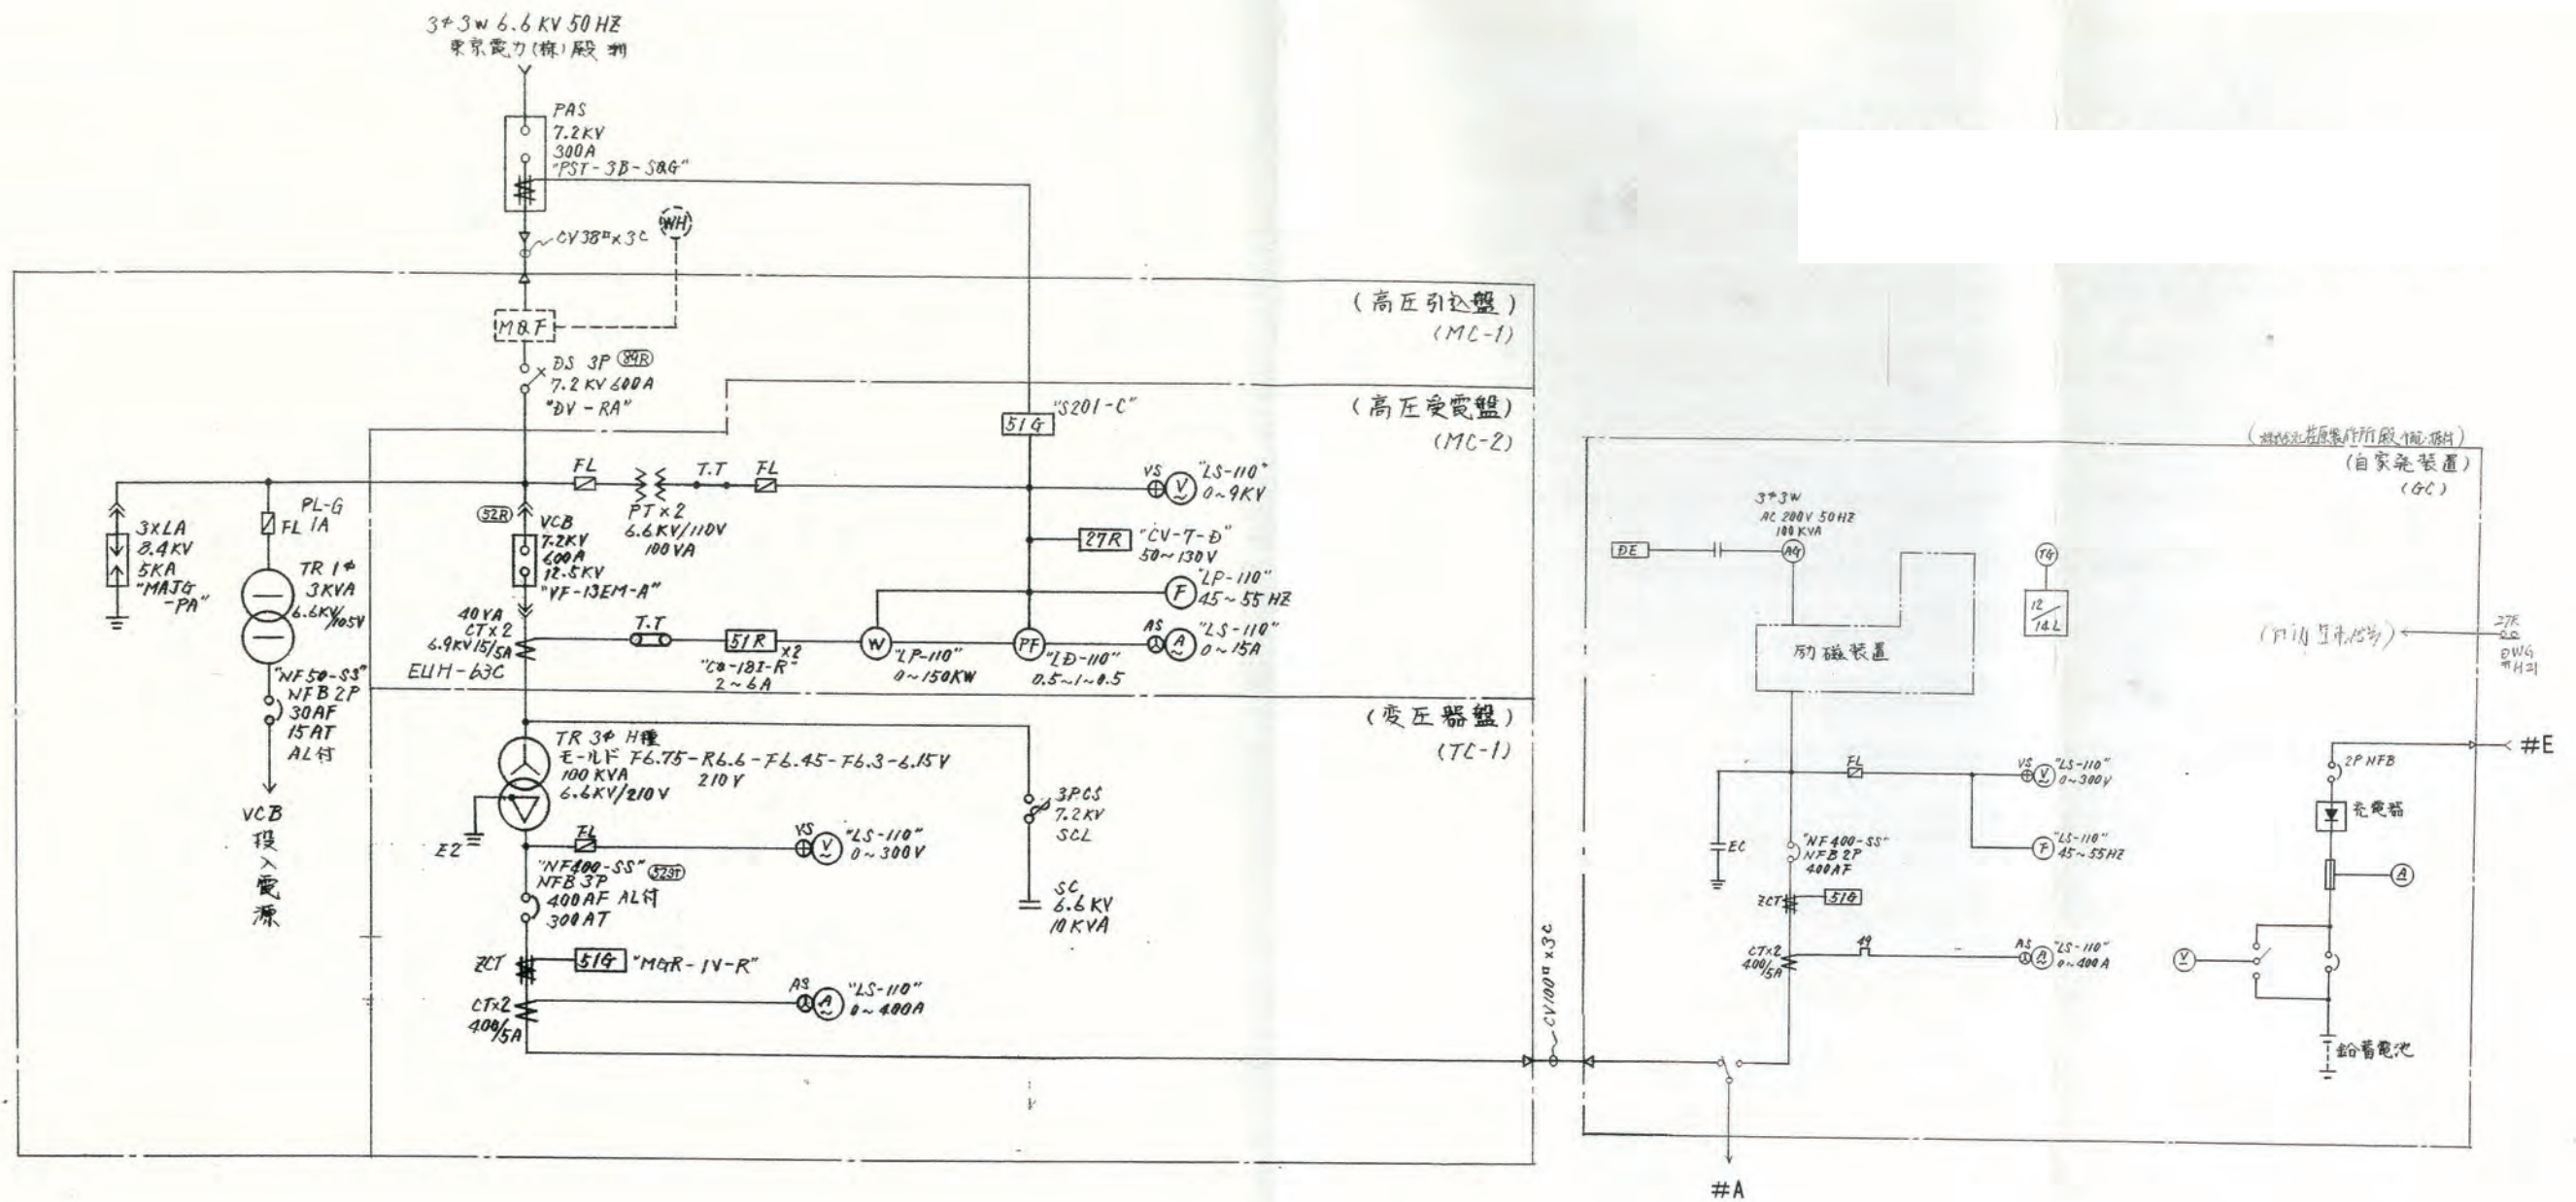 3φ3W 6.6KV 50HZ
東京電力(株)殿
PAS
7.2KV
300A
"PST-3B-SOG"
CV38□×3C
WH
MOF
(高圧引込盤)
(MC-1)
DS 3P 89R
7.2KV 600A
"DV-RA"
(高圧受電盤)
(MC-2)
"S201-C"
51G
FL
T.T
FL
VS V "LS-110"
0~9KV
PT×2
6.6KV/110V
100VA
52R
VCB
7.2KV
600A
12.5KV
"VF-13EM-A"
27R "CV-T-D"
50~130V
"LP-110"
F 45~55HZ
3×LA
8.4KV
5KA
"MAJG
-PA"
PL-G
FL 1A
TR 1φ
3KVA
6.6KV/105V
"NF50-SS"
NFB 2P
30AF
15AT
AL付
VCB
投入電源
40VA
CT×2
6.9KV 15/5A
EUH-63C
T.T
51R ×2
2~6A
W "LP-110"
0~150KW
PF "LD-110"
0.5~1~0.5
AS A "LS-110"
0~15A
(変圧器盤)
(TC-1)
TR 3φ H種
モールド F6.75-R6.6-F6.45-F6.3-6.15V
100KVA 210V
6.6KV/210V
E2
FL
VS V "LS-110"
0~300V
3PCS
7.2KV
SCL
SC
6.6KV
10KVA
"NF400-SS"
NFB 3P
400AF AL付
300AT
ZCT 51G "MGR-1V-R"
CT×2
400/5A
AS A "LS-110"
0~400A
CV100□×3C
(自家発装置)
(GC)
3φ3W
AC 200V 50HZ
100KVA
DE
AG
TG
12/14L
励磁装置
27R
DWG
FL
VS V "LS-110"
0~300V
F "LS-110"
45~55HZ
EC
"NF400-SS"
NFB 2P
400AF
ZCT 51G
CT×2
400/5A
49
AS A "LS-110"
0~400A
#E
2P NFB
充電器
A
V
鉛蓄電池
#A